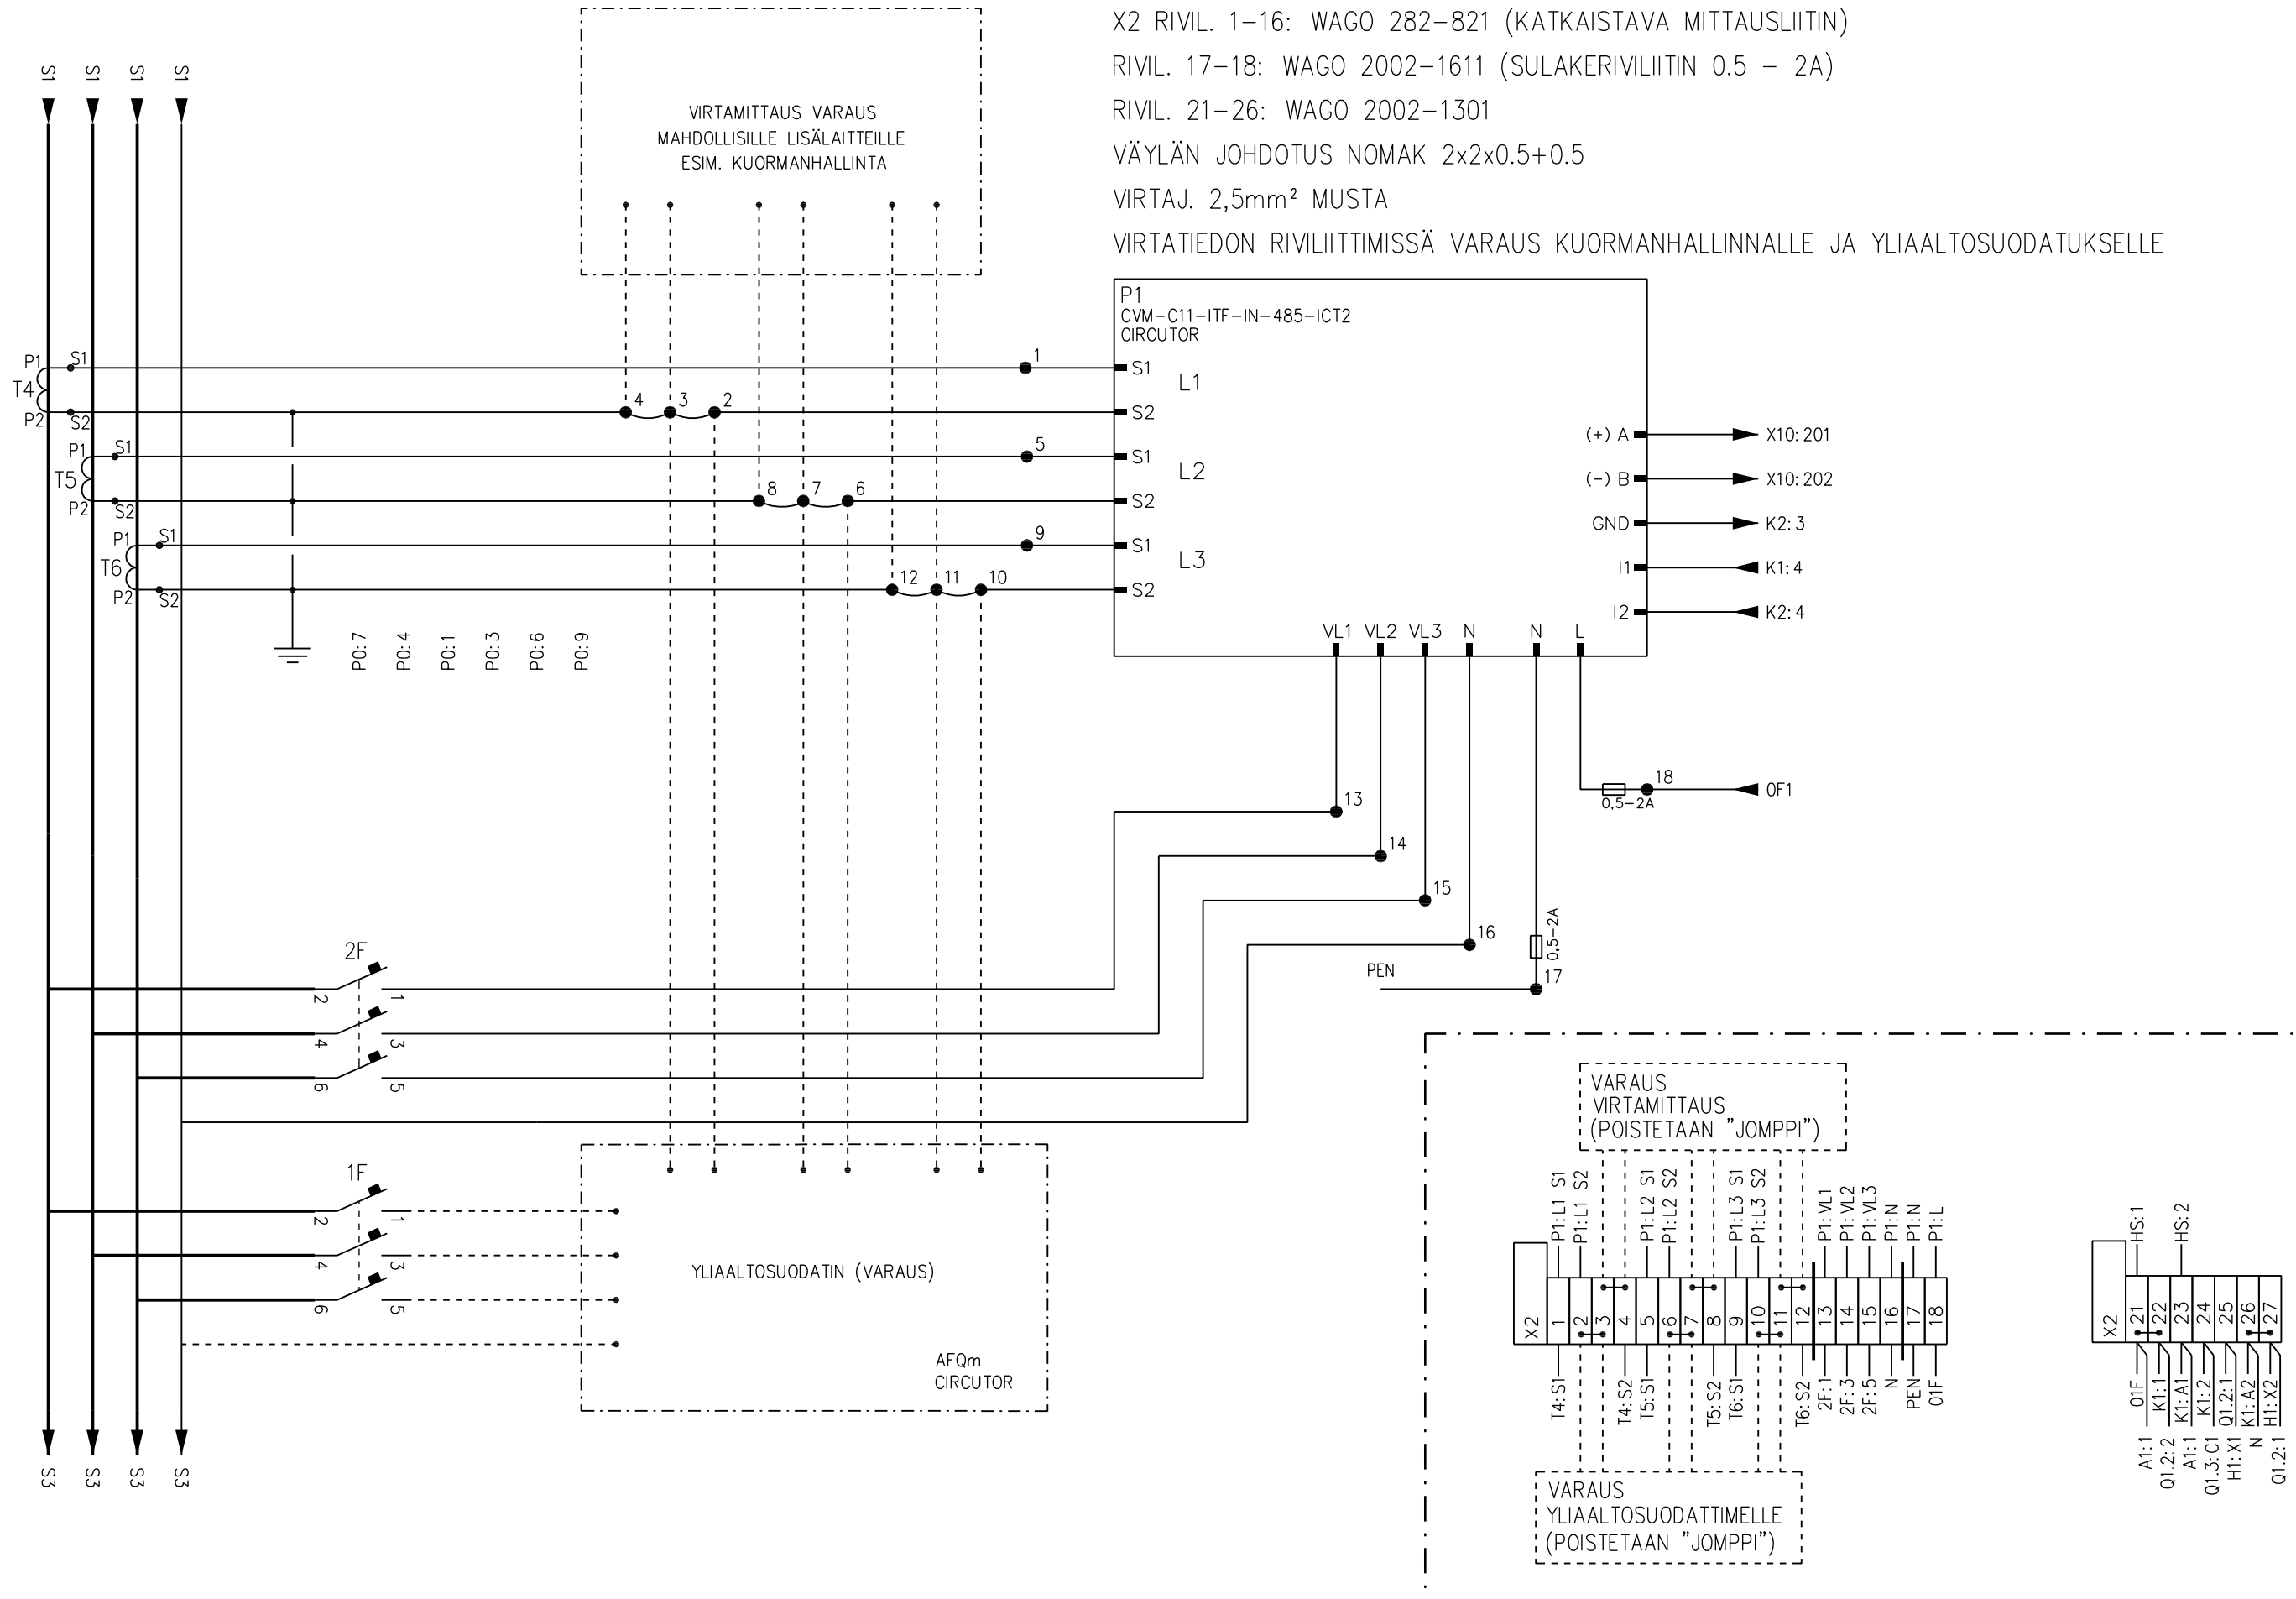 X2 RIVIL. 1-16: WAGO 282-821 (KATKAISTAVA MITTAUSLIITIN)
RIVIL. 17-18: WAGO 2002-1611 (SULAKERIVILIITIN 0.5 - 2A)
RIVIL. 21-26: WAGO 2002-1301
VÄYLÄN JOHDOTUS NOMAK 2x2x0.5+0.5
VIRTAJ. 2,5mm² MUSTA
VIRTATIEDON RIVILIITTIMISSÄ VARAUS KUORMANHALLINNALLE JA YLIAALTOSUODATUKSELLE
S1 S1 S1 S1
VIRTAMITTAUS VARAUS
MAHDOLLISILLE LISÄLAITTEILLE
ESIM. KUORMANHALLINTA
P1
CVM-C11-ITF-IN-485-ICT2
CIRCUTOR
P1 S1 1 S1
T4 L1
P2 S2 4 3 2 S2
P1 S1 5 S1
T5 L2
P2 S2 8 7 6 S2
P1 S1 9 S1
T6 L3
P2 S2 12 11 10 S2
(+) A X10:201
(-) B X10:202
GND K2:3
I1 K1:4
I2 K2:4
VL1 VL2 VL3 N N L
P0:7 P0:4 P0:1 P0:3 P0:6 P0:9
18 0F1
0,5-2A
13
14
15
16
0,5-2A
PEN 17
2F
2 1
4 3
6 5
1F
2 1
4 3
6 5
YLIAALTOSUODATIN (VARAUS)
AFQm
CIRCUTOR
S3 S3 S3 S3
VARAUS
VIRTAMITTAUS
(POISTETAAN "JOMPPI")
P1:L1 S1 P1:L1 S2 P1:L2 S1 P1:L2 S2 P1:L3 S1 P1:L3 S2 P1:VL1 P1:VL2 P1:VL3 P1:N P1:N P1:L
X2 1 2 3 4 5 6 7 8 9 10 11 12 13 14 15 16 17 18
T4:S1 T4:S2 T5:S1 T5:S2 T6:S1 T6:S2 2F:1 2F:3 2F:5 N PEN 01F
VARAUS
YLIAALTOSUODATTIMELLE
(POISTETAAN "JOMPPI")
HS:1 HS:2
X2 21 22 23 24 25 26 27
01F K1:1 K1:A1 K1:2 Q1.2:1 K1:A2 H1:X2
A1:1 Q1.2:2 A1:1 Q1.3:C1 H1:X1 N Q1.2:1